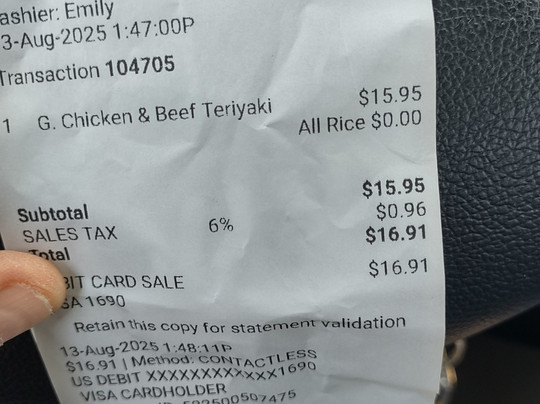 ashier: Emily
3-Aug-2025 1:47:00P
Transaction 104705
1 G. Chicken & Beef Teriyaki $15.95
All Rice $0.00
Subtotal $15.95
SALES TAX 6% $0.96
Total $16.91
BIT CARD SALE $16.91
SA 1690
Retain this copy for statement validation
13-Aug-2025 1:48:11P
$16.91 | Method: CONTACTLESS
US DEBIT XXXXXXXXXXXX1690
VISA CARDHOLDER